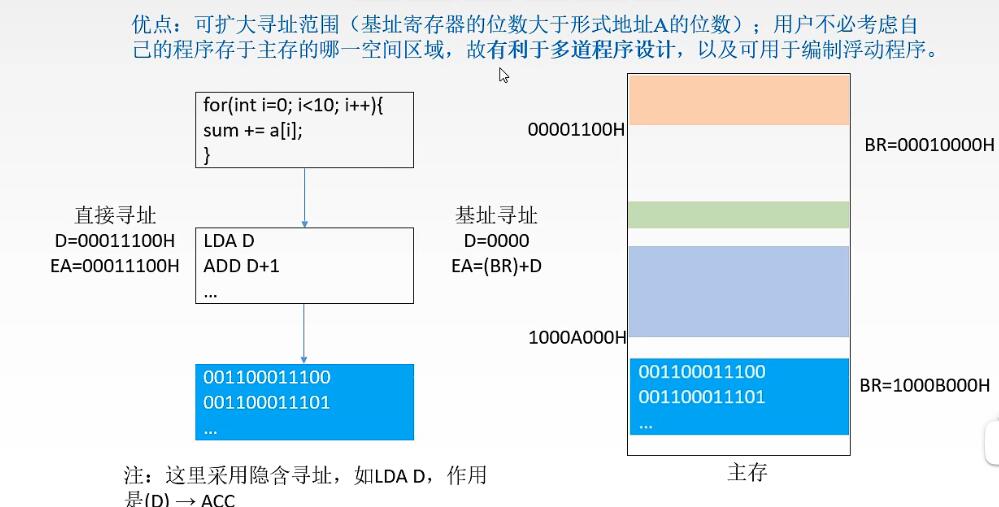 优点：可扩大寻址范围（基址寄存器的位数大于形式地址A的位数）；用户不必考虑自
己的程序存于主存的哪一空间区域，故有利于多道程序设计，以及可用于编制浮动程序。
for(int i=0; i<10; i++){
sum += a[i];
}
00001100H
BR=00010000H
直接寻址
D=00011100H
EA=00011100H
LDA D
ADD D+1
...
基址寻址
D=0000
EA=(BR)+D
1000A000H
001100011100
001100011101
...
001100011100
001100011101
...
BR=1000B000H
主存
注：这里采用隐含寻址，如LDA D，作用
是(D) → ACC